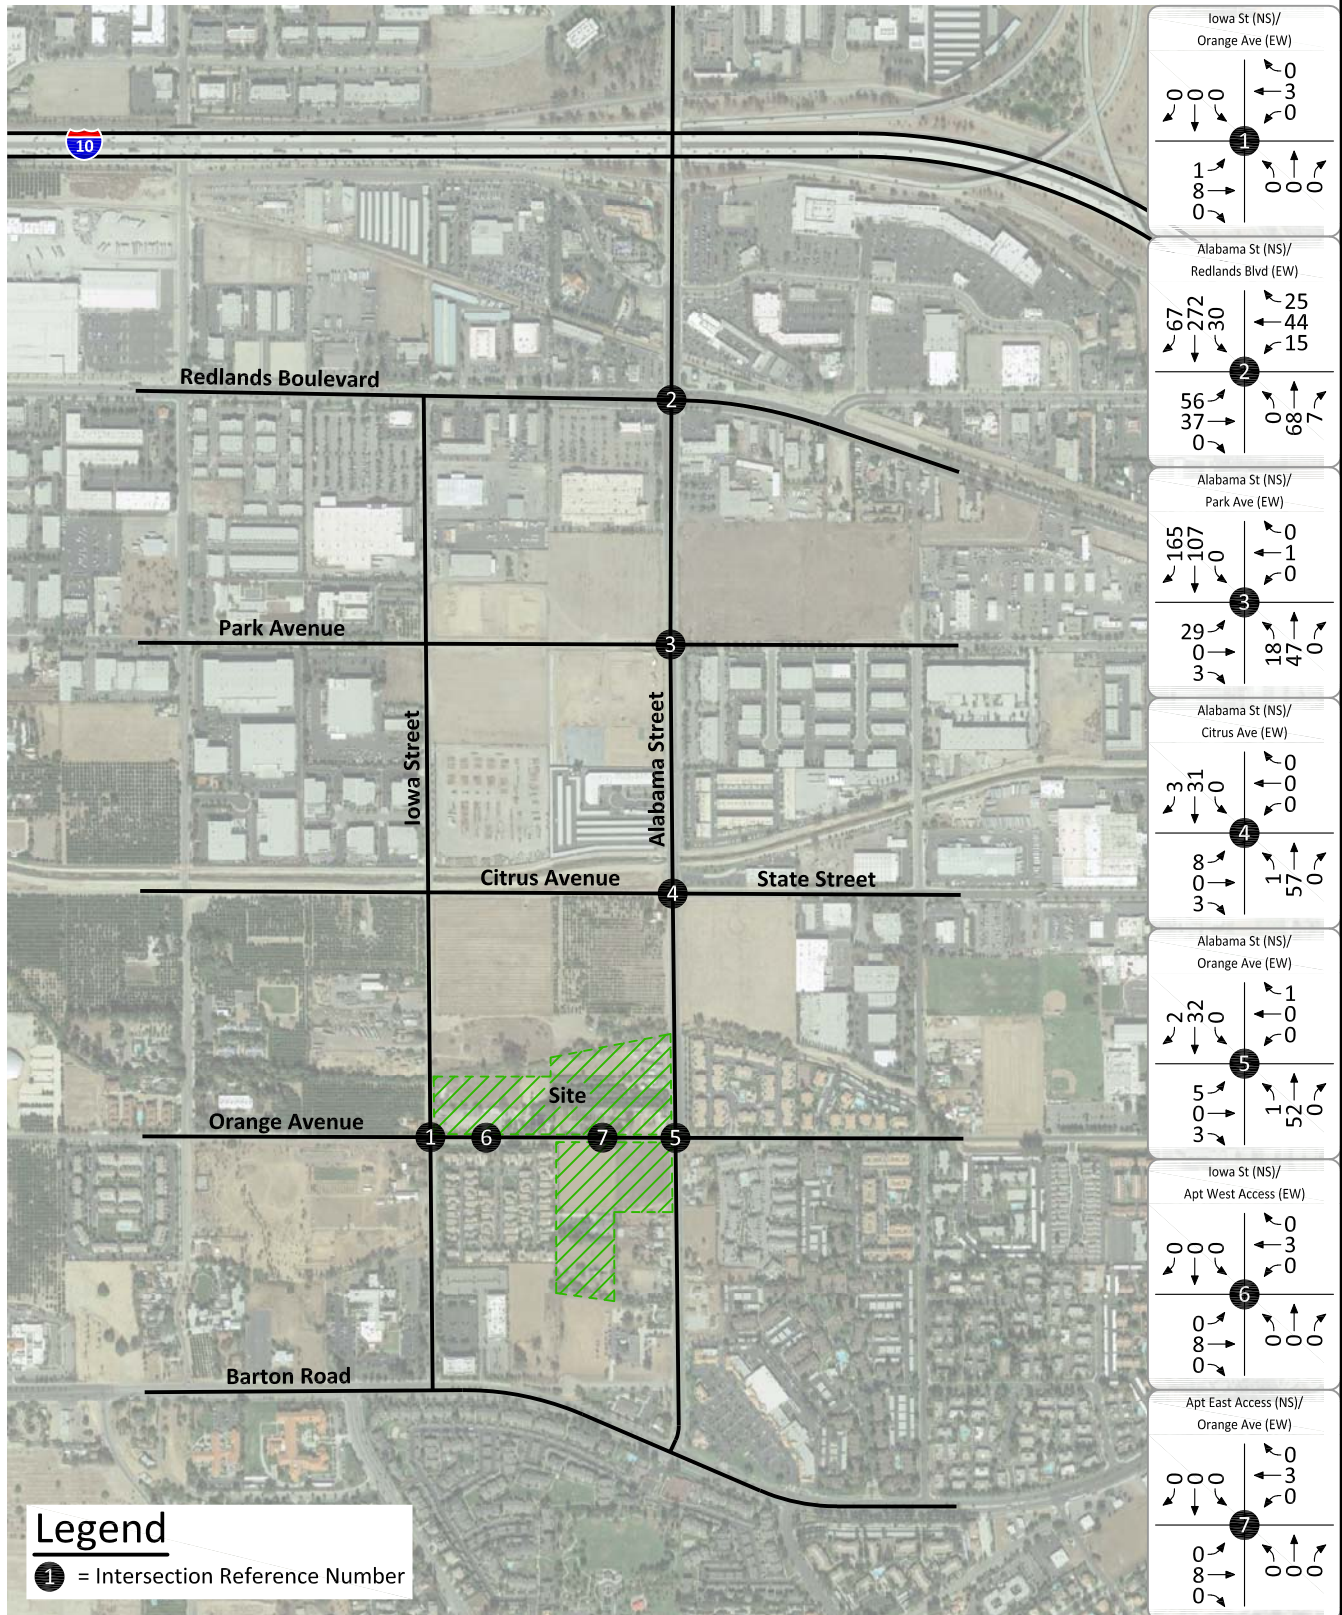 10
Redlands Boulevard
2
Park Avenue
3
Iowa Street
Alabama Street
Citrus Avenue
4
State Street
Site
Orange Avenue
1
6
7
5
Barton Road
Legend
1 = Intersection Reference Number
Iowa St (NS)/
Orange Ave (EW)
0 0 0
0
3
0
1
1
8
0
0 0 0
Alabama St (NS)/
Redlands Blvd (EW)
67 272 30
25
44
15
2
56
37
0
0 68 7
Alabama St (NS)/
Park Ave (EW)
165 107 0
0
1
0
3
29
0
3
18 47 0
Alabama St (NS)/
Citrus Ave (EW)
3 31 0
0
0
0
4
8
0
3
1 57 0
Alabama St (NS)/
Orange Ave (EW)
2 32 0
1
0
0
5
5
0
3
1 52 0
Iowa St (NS)/
Apt West Access (EW)
0 0 0
0
3
0
6
0
8
0
0 0 0
Apt East Access (NS)/
Orange Ave (EW)
0 0 0
0
3
0
7
0
8
0
0 0 0